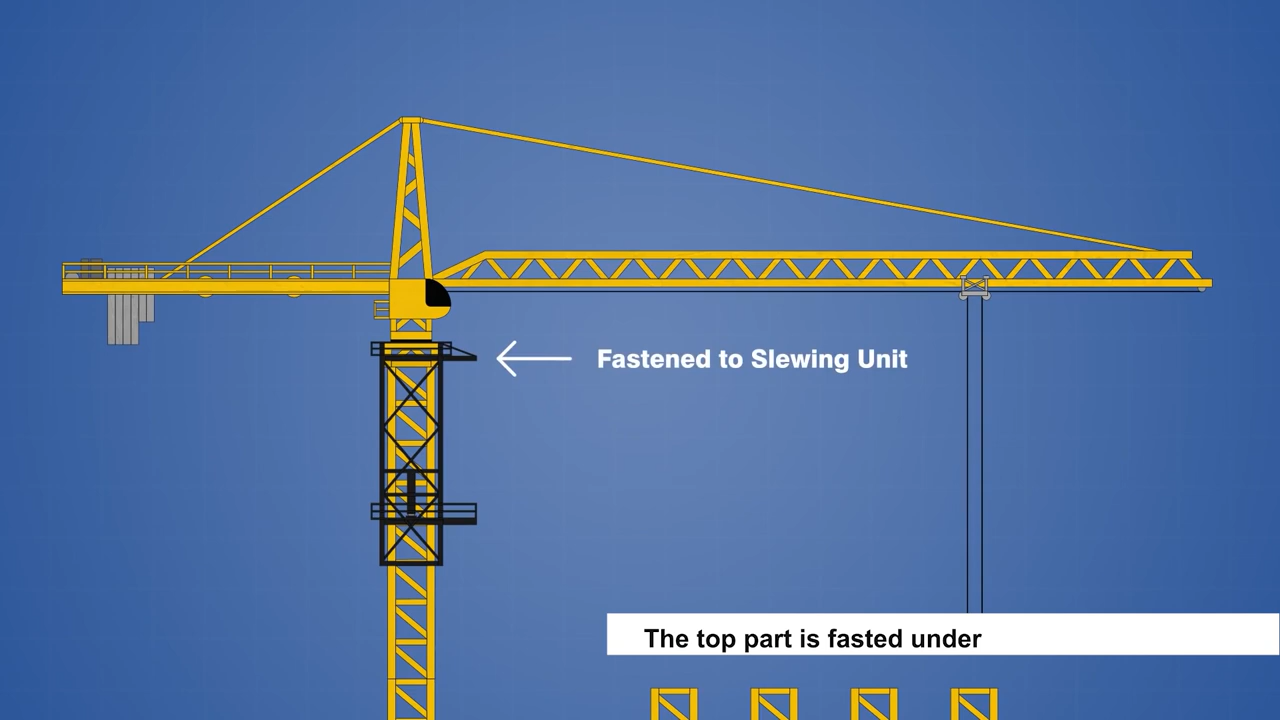 Fastened to Slewing Unit
The top part is fasted under